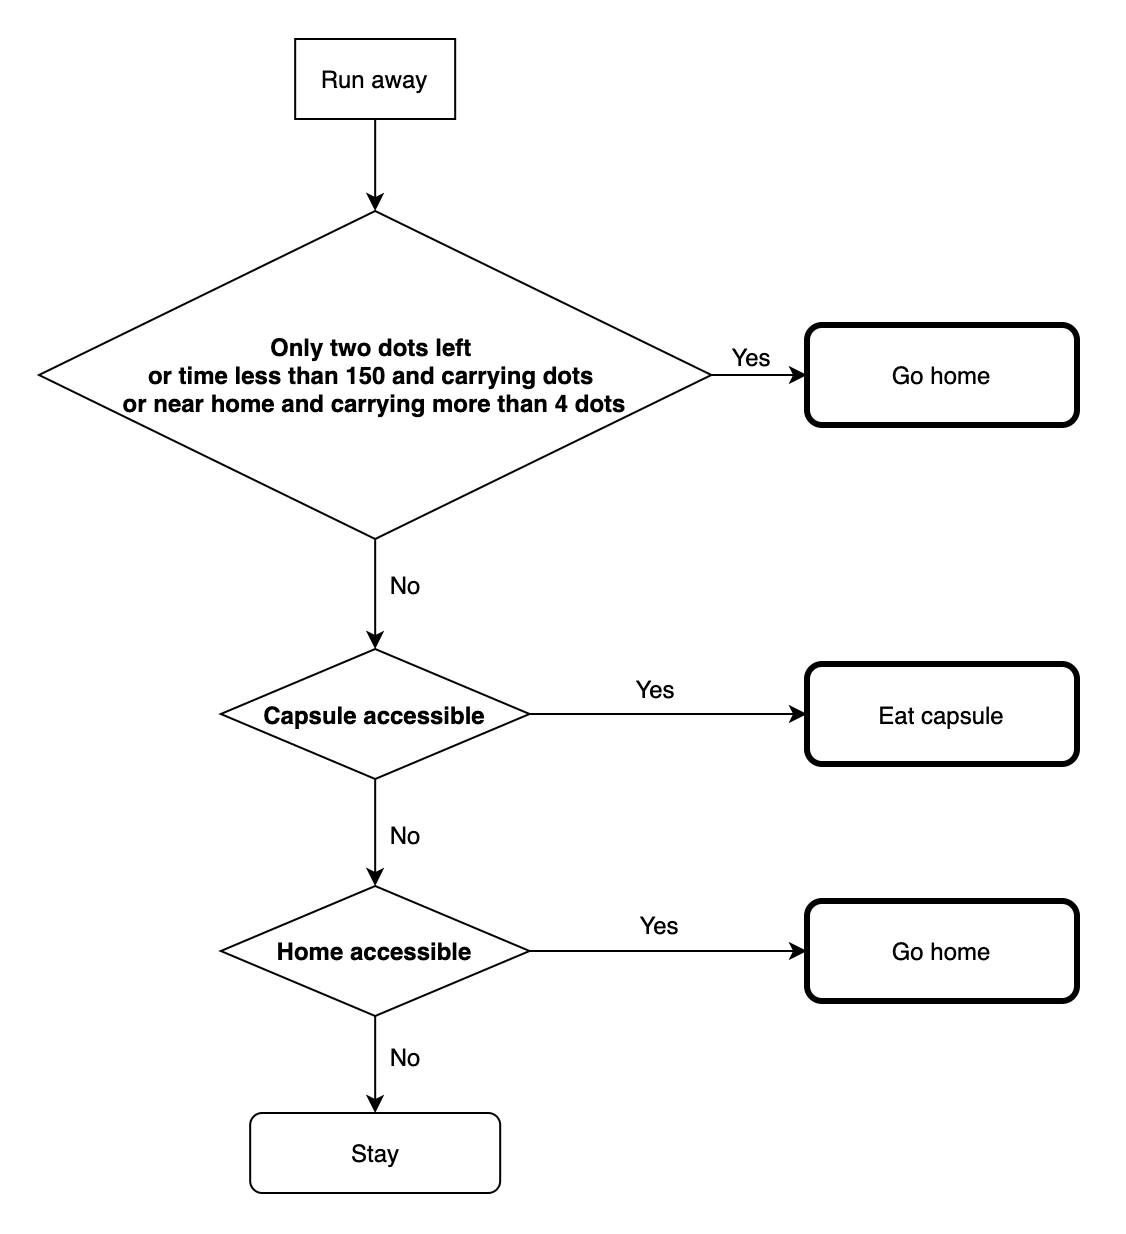 Run away
Only two dots left
or time less than 150 and carrying dots
or near home and carrying more than 4 dots
Yes
Go home
No
Capsule accessible
Yes
Eat capsule
No
Home accessible
Yes
Go home
No
Stay